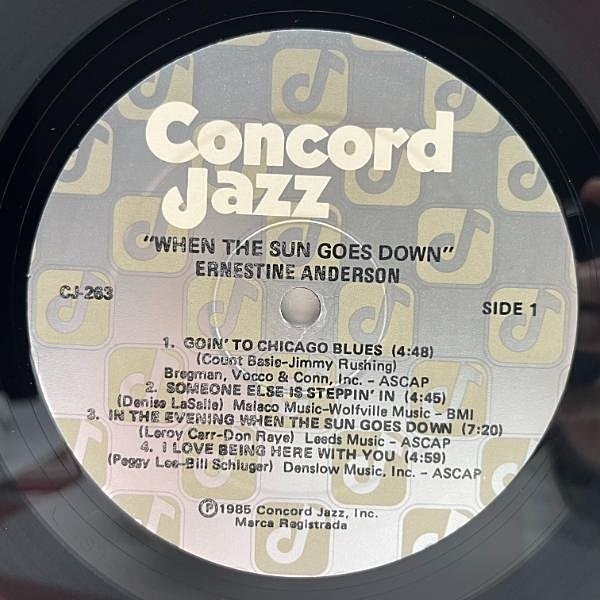 Concord
Jazz
"WHEN THE SUN GOES DOWN"
ERNESTINE ANDERSON
CJ-263
SIDE 1
1. GOIN' TO CHICAGO BLUES (4:48)
(Count Basie-Jimmy Rushing)
Bregman, Vocco & Conn, Inc. - ASCAP
2. SOMEONE ELSE IS STEPPIN' IN (4:45)
(Denise LaSalle) Malaco Music-Wolfville Music - BMI
3. IN THE EVENING WHEN THE SUN GOES DOWN (7:20)
(Leroy Carr-Don Raye) Leeds Music - ASCAP
4. I LOVE BEING HERE WITH YOU (4:59)
(Peggy Lee-Bill Schluger) Denslow Music, Inc. - ASCAP
℗1985 Concord Jazz, Inc.
Marca Registrada